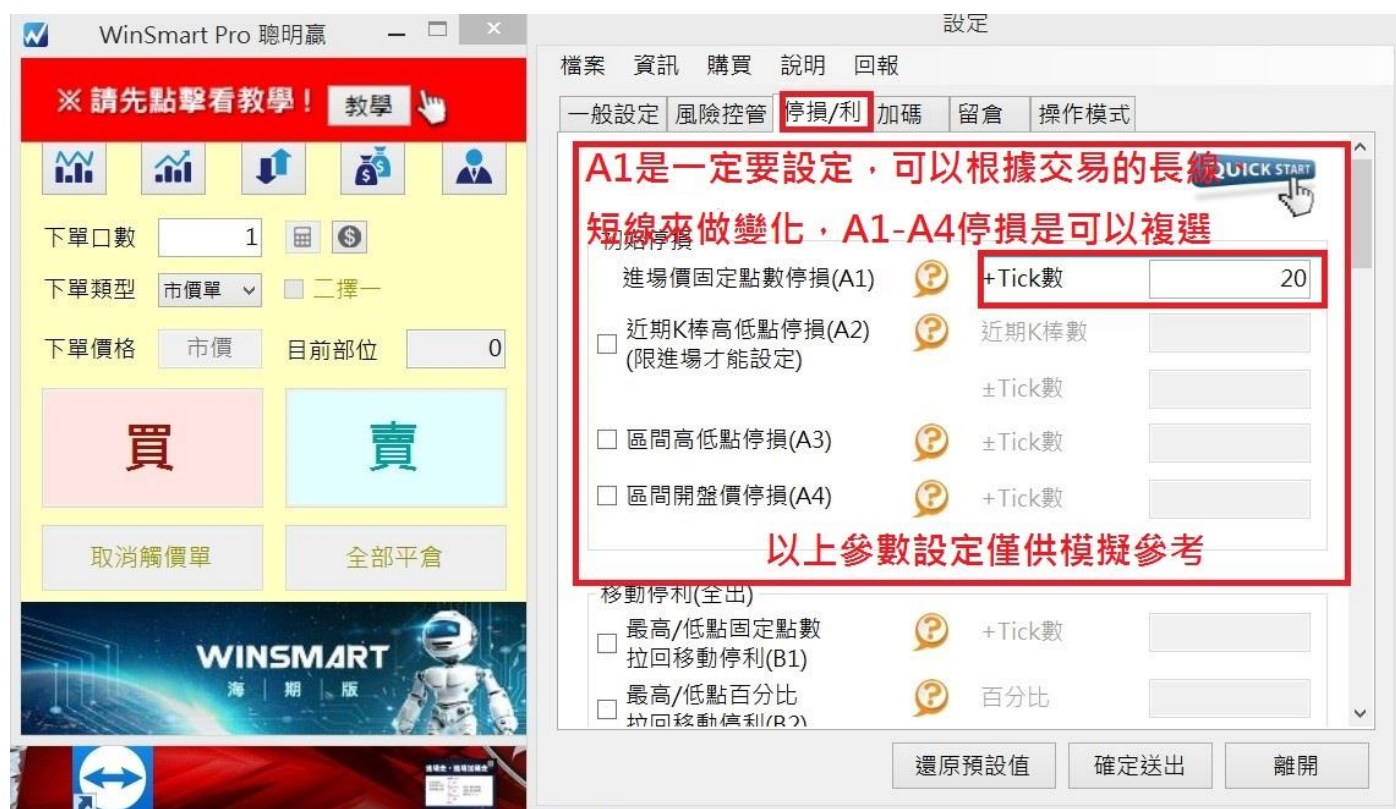 WinSmart Pro 聰明贏
※請先點擊看教學！ 教學
下單口數 1
下單類型 市價單 二擇一
下單價格 市價 目前部位 0
買 賣
取消觸價單 全部平倉
WINSMART
海 期 版
設定
檔案 資訊 購買 說明 回報
一般設定 風險控管 停損/利 加碼 留倉 操作模式
QUICK START
A1是一定要設定，可以根據交易的長線、
短線來做變化，A1-A4停損是可以複選
初始停損
進場價固定點數停損(A1) +Tick數 20
近期K棒高低點停損(A2) 近期K棒數
(限進場才能設定)
±Tick數
區間高低點停損(A3) ±Tick數
區間開盤價停損(A4) +Tick數
以上參數設定僅供模擬參考
移動停利(全出)
最高/低點固定點數 +Tick數
拉回移動停利(B1)
最高/低點百分比 百分比
拉回移動停利(B2)
還原預設值 確定送出 離開